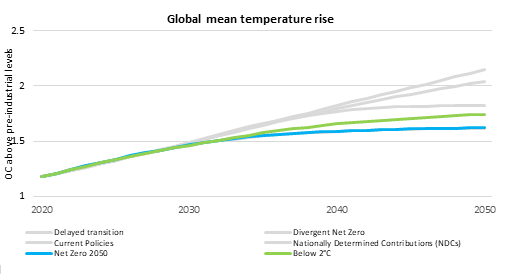 Global mean temperature rise
OC above pre-industrial levels
2.5
2
1.5
1
2020 2030 2040 2050
Delayed transition Divergent Net Zero
Current Policies Nationally Determined Contributions (NDCs)
Net Zero 2050 Below 2°C